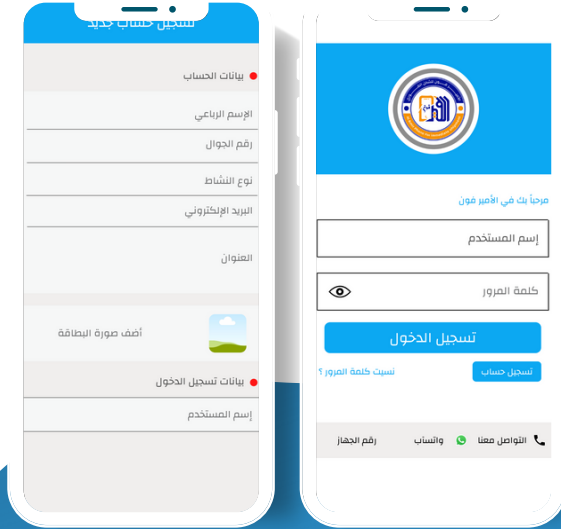 تسجيل حساب جديد
بيانات الحساب
الإسم الرباعي
رقم الجوال
نوع النشاط
البريد الإلكتروني
العنوان
أضف صورة البطاقة
بيانات تسجيل الدخول
إسم المستخدم
مرحباً بك في الأمير فون
إسم المستخدم
كلمة المرور
تسجيل الدخول
تسجيل حساب
نسيت كلمة المرور ؟
التواصل معنا واتساب رقم الجهاز